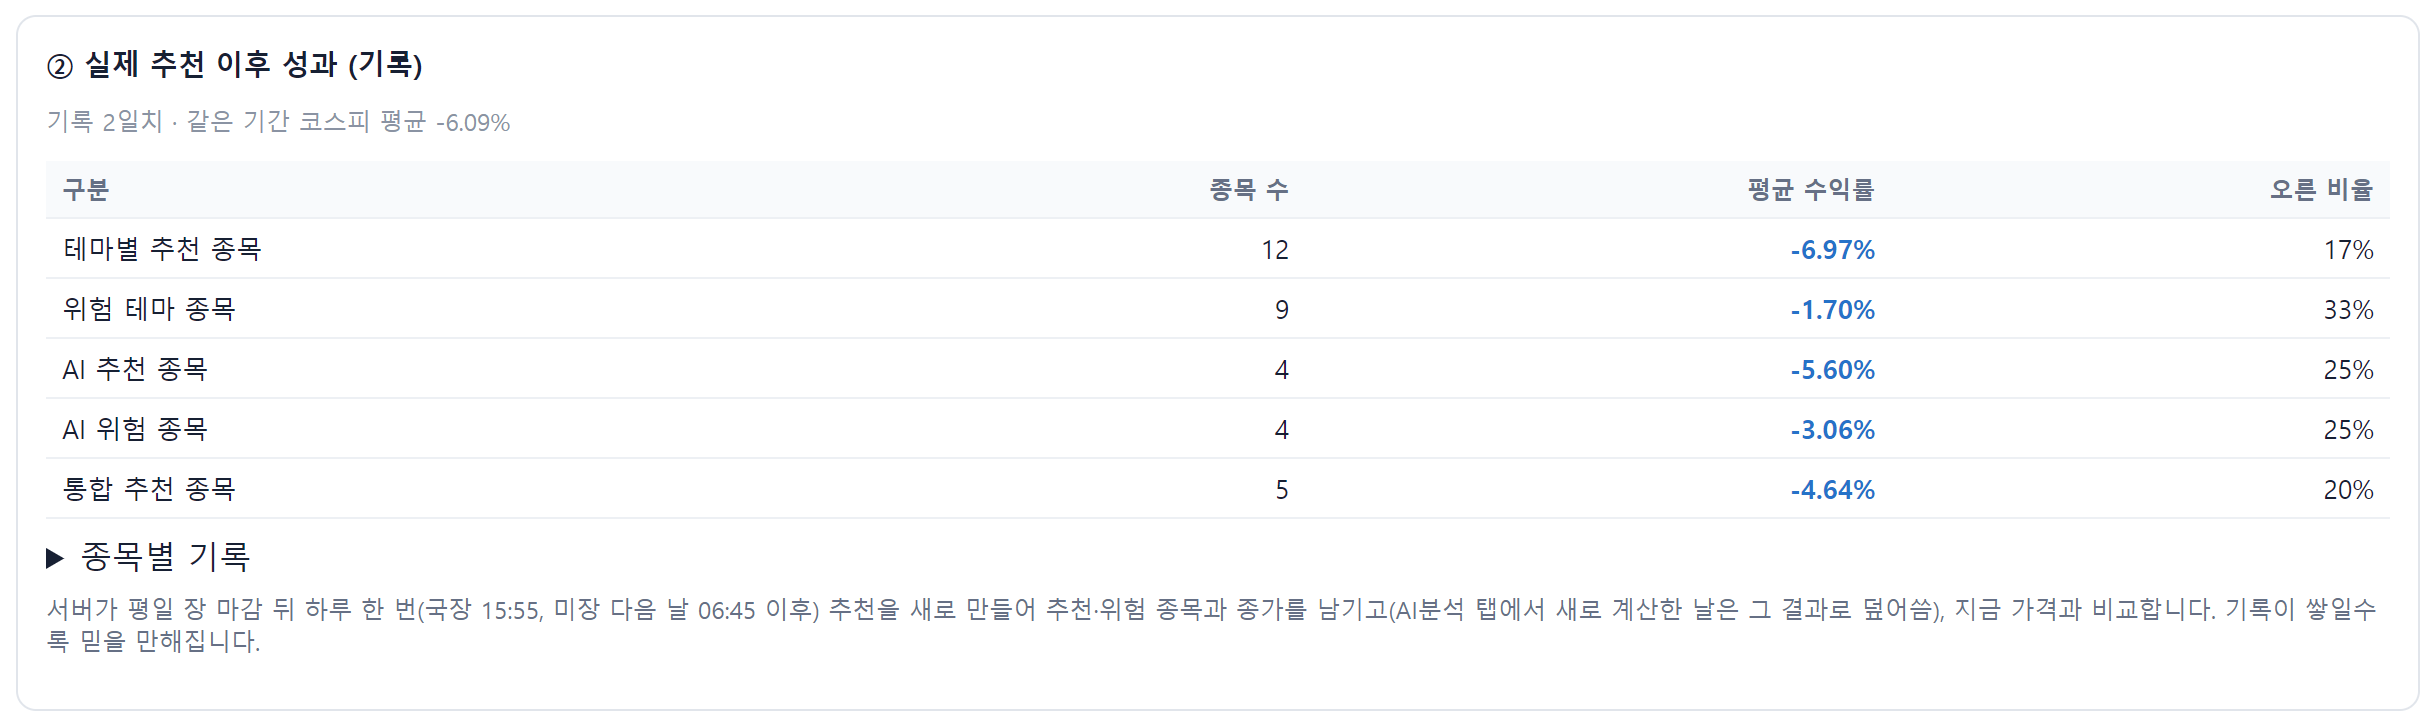 ② 실제 추천 이후 성과 (기록)
기록 2일치 · 같은 기간 코스피 평균 -6.09%
구분 종목 수 평균 수익률 오른 비율
테마별 추천 종목 12 -6.97% 17%
위험 테마 종목 9 -1.70% 33%
AI 추천 종목 4 -5.60% 25%
AI 위험 종목 4 -3.06% 25%
통합 추천 종목 5 -4.64% 20%
▶ 종목별 기록
서버가 평일 장 마감 뒤 하루 한 번(국장 15:55, 미장 다음 날 06:45 이후) 추천을 새로 만들어 추천·위험 종목과 종가를 남기고(AI분석 탭에서 새로 계산한 날은 그 결과로 덮어씀), 지금 가격과 비교합니다. 기록이 쌓일수
록 믿을 만해집니다.